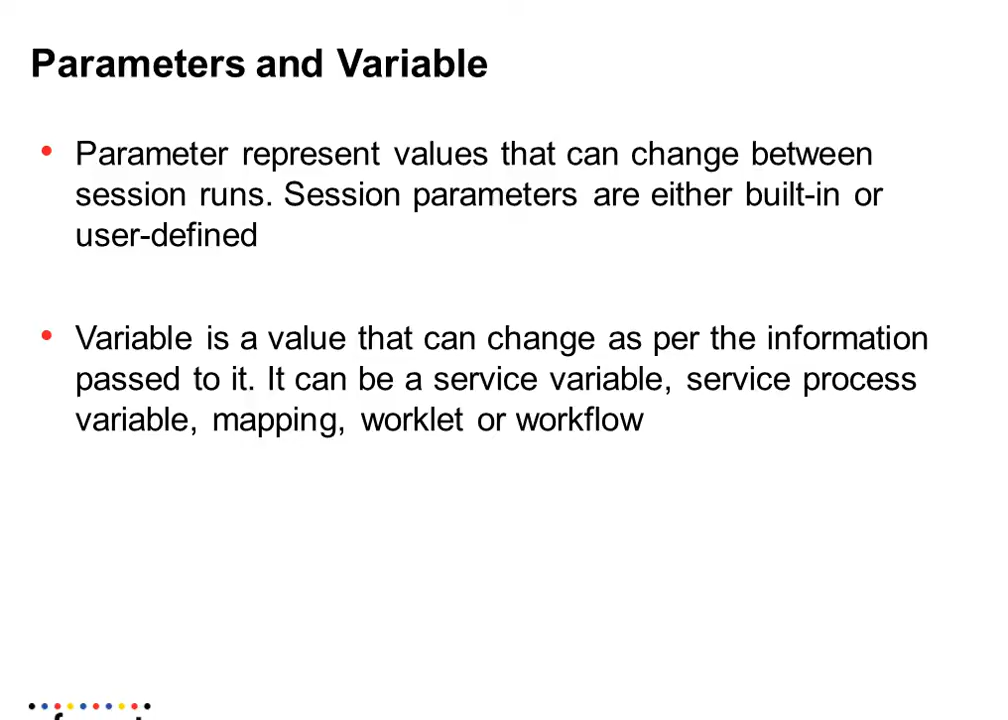 Parameters and Variable
• Parameter represent values that can change between
session runs. Session parameters are either built-in or
user-defined
• Variable is a value that can change as per the information
passed to it. It can be a service variable, service process
variable, mapping, worklet or workflow